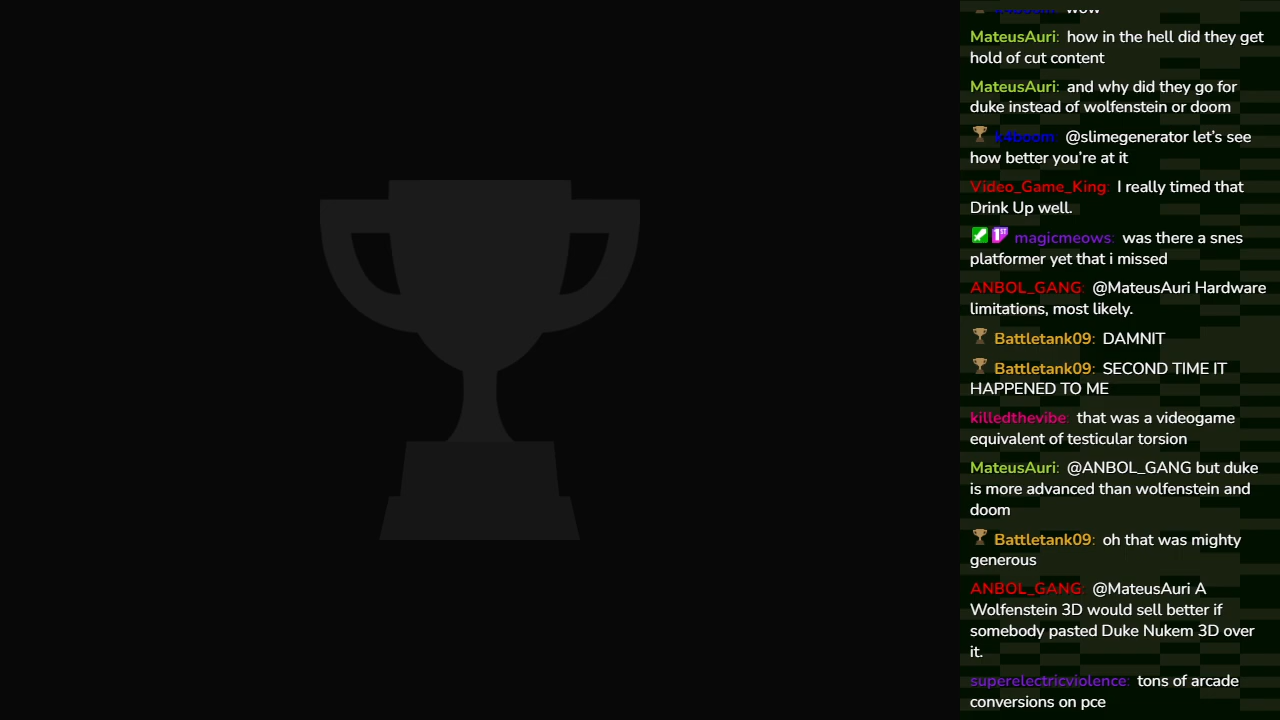 k4boom: wow
MateusAuri: how in the hell did they get
hold of cut content
MateusAuri: and why did they go for
duke instead of wolfenstein or doom
k4boom: @slimegenerator let's see
how better you're at it
Video_Game_King: I really timed that
Drink Up well.
1ST magicmeows: was there a snes
platformer yet that i missed
ANBOL_GANG: @MateusAuri Hardware
limitations, most likely.
Battletank09: DAMNIT
Battletank09: SECOND TIME IT
HAPPENED TO ME
killedthevibe: that was a videogame
equivalent of testicular torsion
MateusAuri: @ANBOL_GANG but duke
is more advanced than wolfenstein and
doom
Battletank09: oh that was mighty
generous
ANBOL_GANG: @MateusAuri A
Wolfenstein 3D would sell better if
somebody pasted Duke Nukem 3D over
it.
superelectricviolence: tons of arcade
conversions on pce